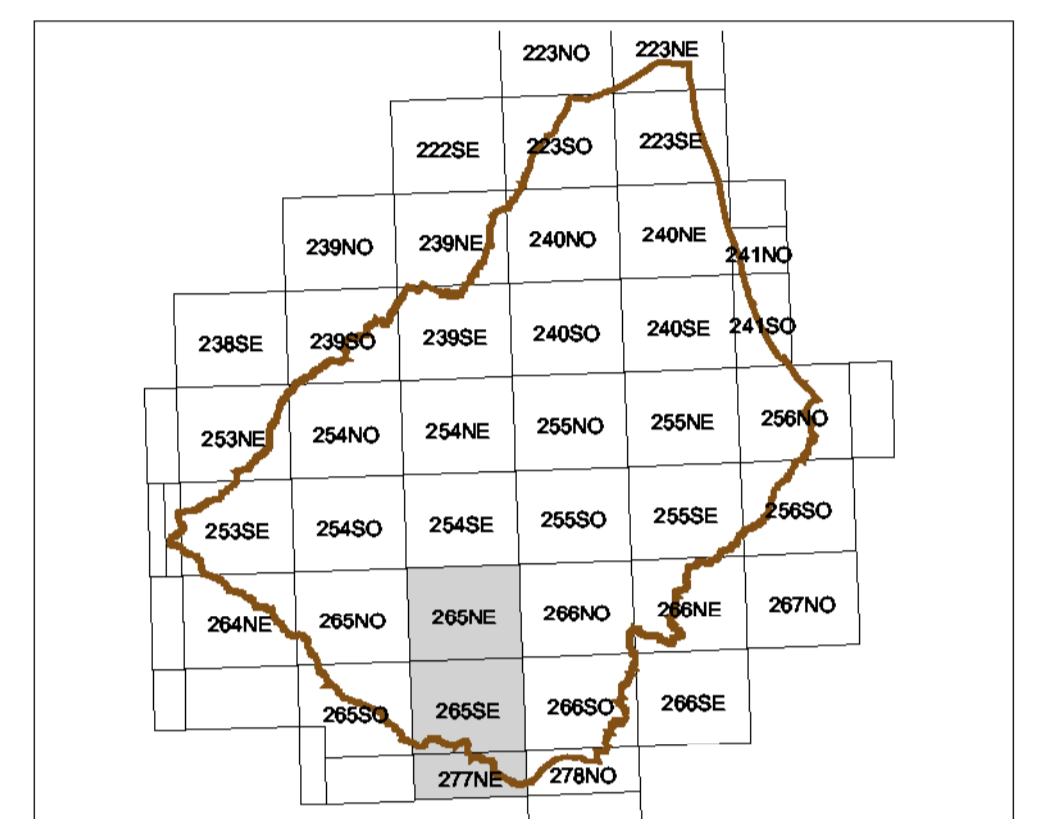 223NO 223NE
222SE 223SO 223SE
239NO 239NE 240NO 240NE 241NO
238SE 239SO 239SE 240SO 240SE 241SO
253NE 254NO 254NE 255NO 255NE 256NO
253SE 254SO 254SE 255SO 255SE 256SO
264NE 265NO 265NE 266NO 266NE 267NO
265SO 265SE 266SO 266SE
277NE 278NO